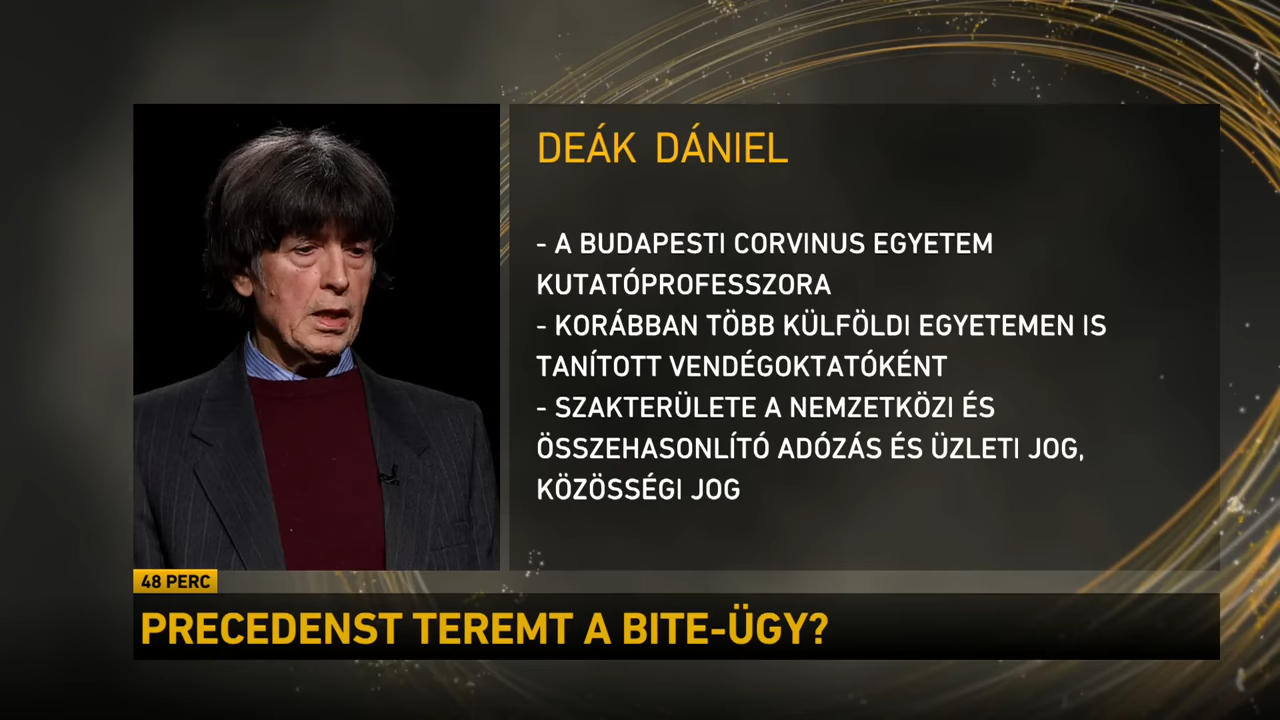 DEÁK DÁNIEL
- A BUDAPESTI CORVINUS EGYETEM
KUTATÓPROFESSZORA
- KORÁBBAN TÖBB KÜLFÖLDI EGYETEMEN IS
TANÍTOTT VENDÉGOKTATÓKÉNT
- SZAKTERÜLETE A NEMZETKÖZI ÉS
ÖSSZEHASONLÍTÓ ADÓZÁS ÉS ÜZLETI JOG,
KÖZÖSSÉGI JOG
48 PERC
PRECEDENST TEREMT A BITE-ÜGY?